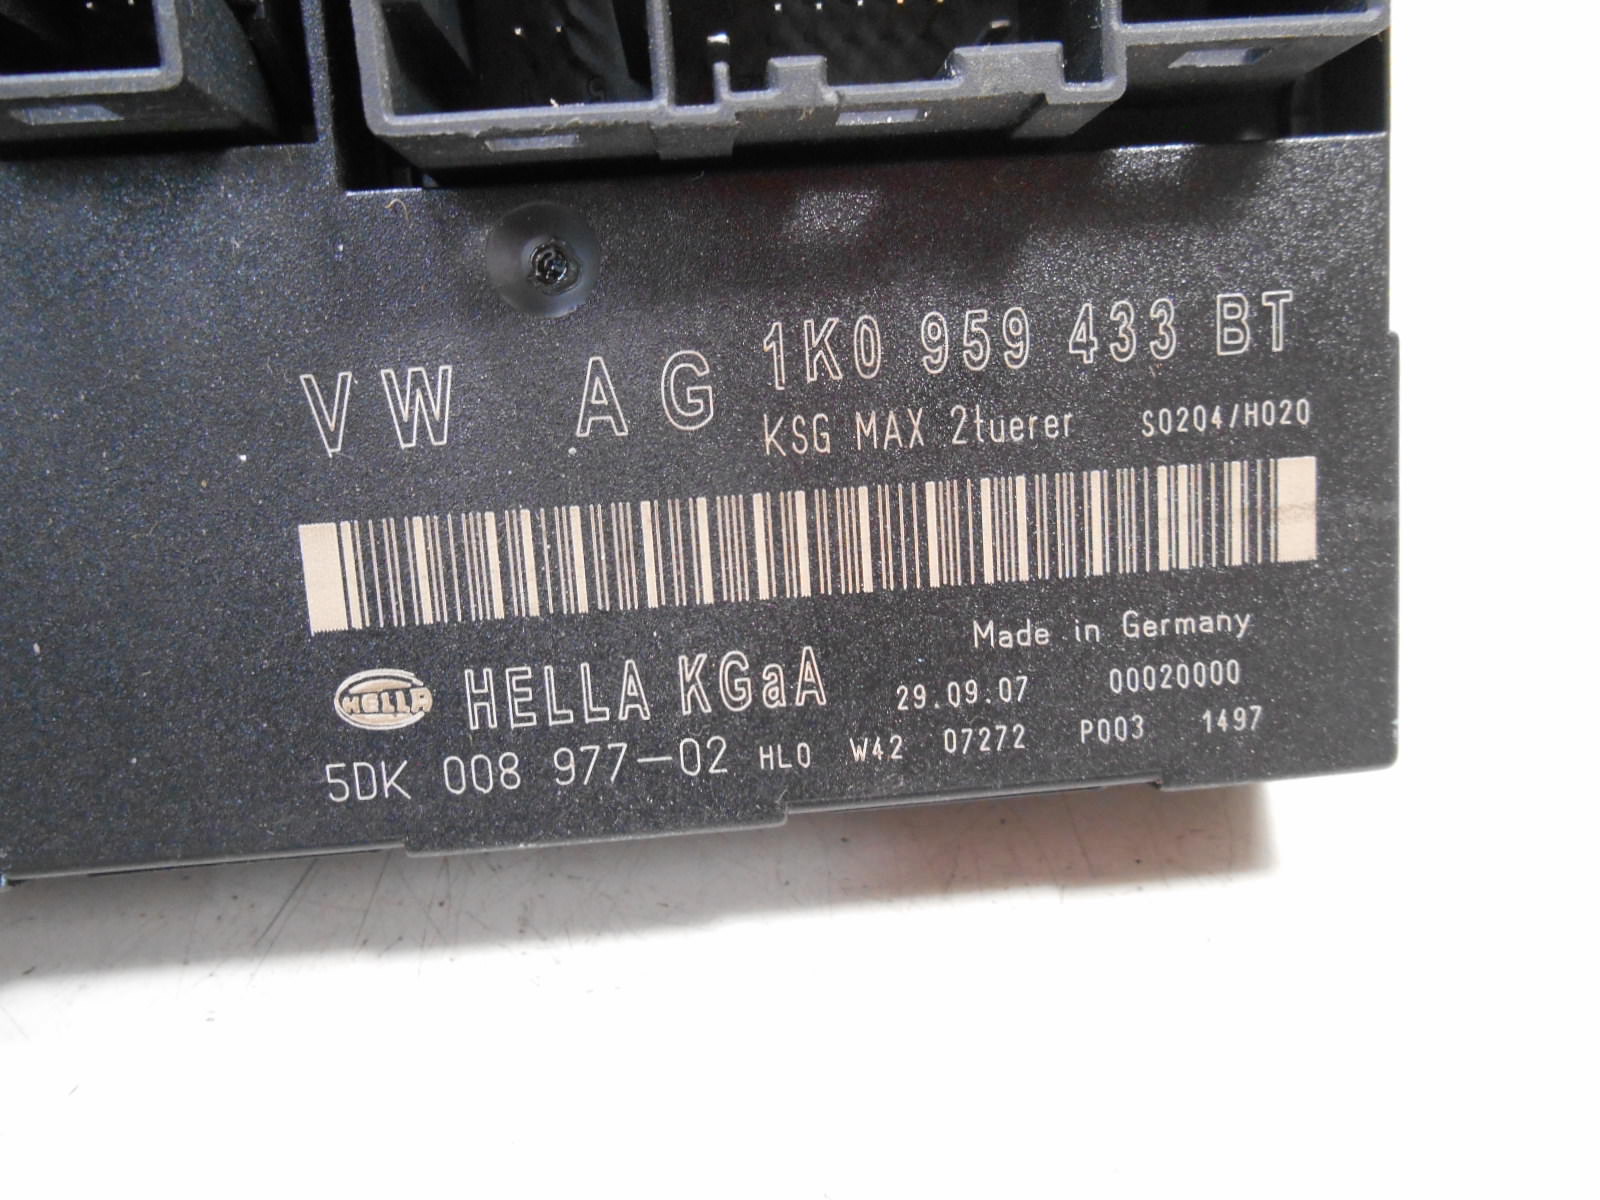 VW AG 1K0 959 433 BT
KSG MAX 2tuerer S0204/H020
Made in Germany
HELLA HELLA KGaA 29.09.07 00020000
5DK 008 977-02 HL0 W42 07272 P003 1497